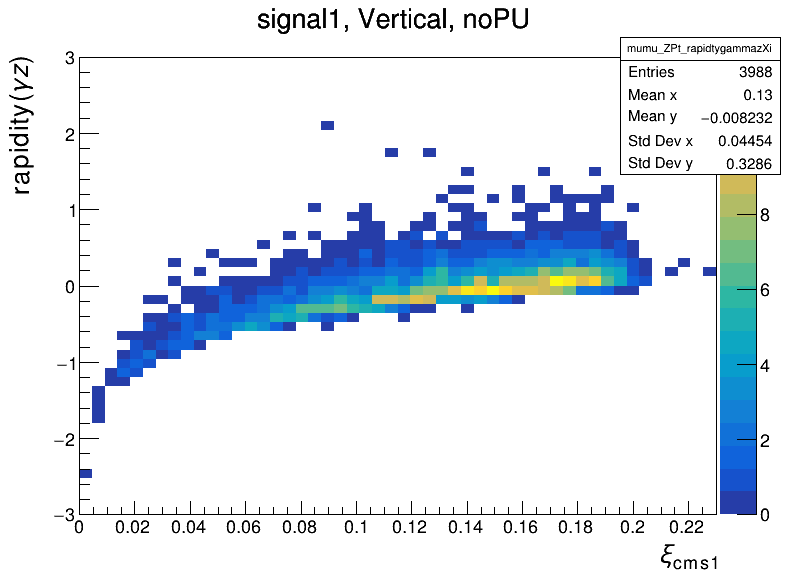 signal1, Vertical, noPU
mumu_ZPt_rapidtygammazXi
Entries 3988
Mean x 0.13
Mean y −0.008232
Std Dev x 0.04454
Std Dev y 0.3286
rapidity(γz)
3
2
1
0
−1
−2
−3
0 0.02 0.04 0.06 0.08 0.1 0.12 0.14 0.16 0.18 0.2 0.22
ξcms1
8
6
4
2
0